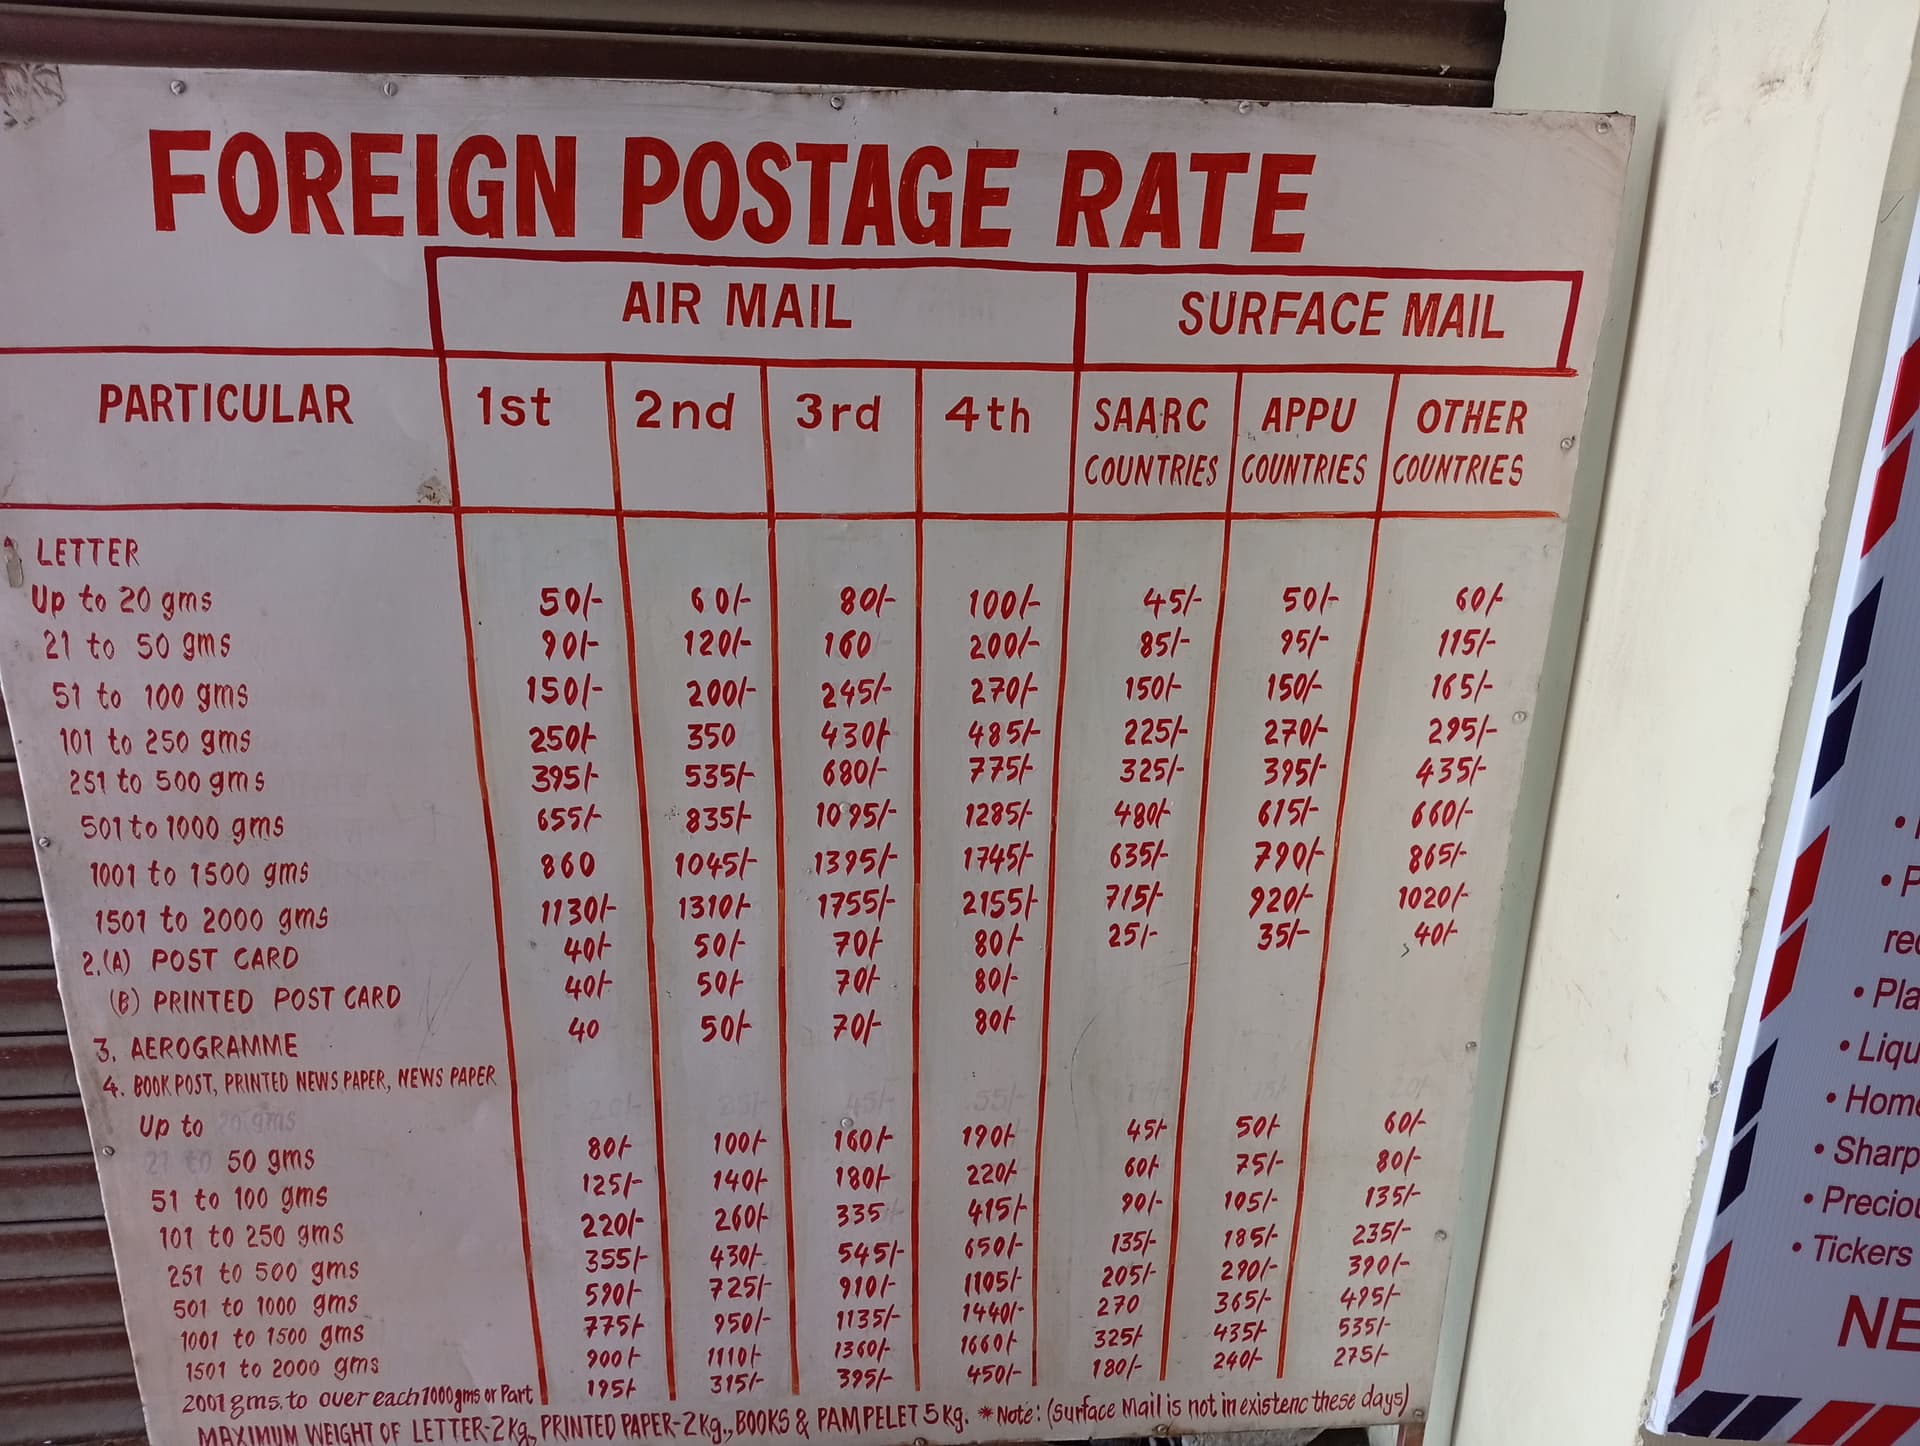 FOREIGN POSTAGE RATE
AIR MAIL SURFACE MAIL
PARTICULAR 1st 2nd 3rd 4th SAARC COUNTRIES APPU COUNTRIES OTHER COUNTRIES
LETTER
Up to 20 gms 50/- 60/- 80/- 100/- 45/- 50/- 60/-
21 to 50 gms 90/- 120/- 160 200/- 85/- 95/- 115/-
51 to 100 gms 150/- 200/- 245/- 270/- 150/- 150/- 165/-
101 to 250 gms 250/- 350 430/- 485/- 225/- 270/- 295/-
251 to 500 gms 395/- 535/- 680/- 775/- 325/- 395/- 435/-
501 to 1000 gms 655/- 835/- 1095/- 1285/- 480/- 615/- 660/-
1001 to 1500 gms 860 1045/- 1395/- 1745/- 635/- 790/- 865/-
1501 to 2000 gms 1130/- 1310/- 1755/- 2155/- 715/- 920/- 1020/-
2.(A) POST CARD 40/- 50/- 70/- 80/- 25/- 35/- 40/-
(B) PRINTED POST CARD 40/- 50/- 70/- 80/-
3. AEROGRAMME 40 50/- 70/- 80/-
4. BOOK POST, PRINTED NEWS PAPER, NEWS PAPER
Up to 20 gms
21 to 50 gms 80/- 100/- 160/- 190/- 45/- 50/- 60/-
51 to 100 gms 125/- 140/- 180/- 220/- 60/- 75/- 80/-
101 to 250 gms 220/- 260/- 335 415/- 90/- 105/- 135/-
251 to 500 gms 355/- 430/- 545/- 650/- 135/- 185/- 235/-
501 to 1000 gms 590/- 725/- 910/- 1105/- 205/- 290/- 390/-
1001 to 1500 gms 775/- 950/- 1135/- 1440/- 270 365/- 495/-
1501 to 2000 gms 900/- 1110/- 1360/- 1660/- 325/- 435/- 535/-
2001 gms. to over each 1000gms or Part 195/- 315/- 395/- 450/- 180/- 240/- 275/-
MAXIMUM WEIGHT OF LETTER-2kg, PRINTED PAPER-2kg., BOOKS & PAMPELET 5kg. *Note: (Surface Mail is not in existenc these days)
• Pla
• Liqu
• Home
• Sharp
• Preciou
• Tickers
NE